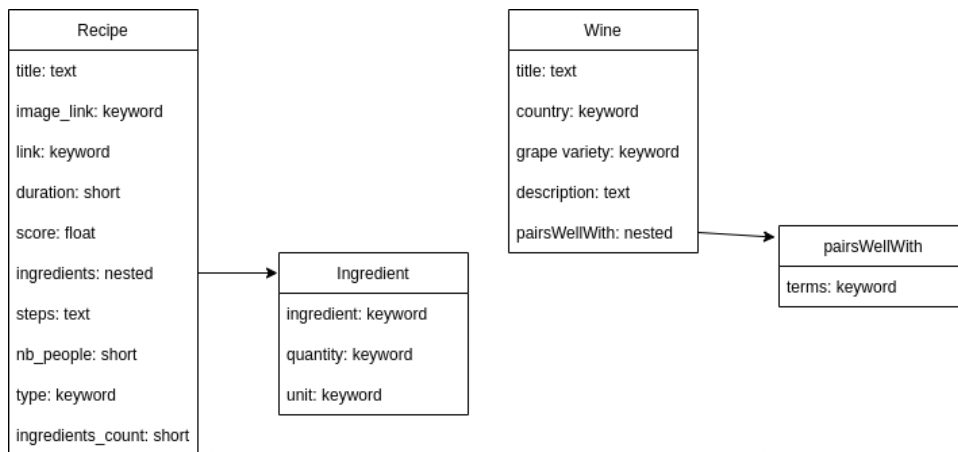 Recipe
title: text
image_link: keyword
link: keyword
duration: short
score: float
ingredients: nested
steps: text
nb_people: short
type: keyword
ingredients_count: short
Ingredient
ingredient: keyword
quantity: keyword
unit: keyword
Wine
title: text
country: keyword
grape variety: keyword
description: text
pairsWellWith: nested
pairsWellWith
terms: keyword